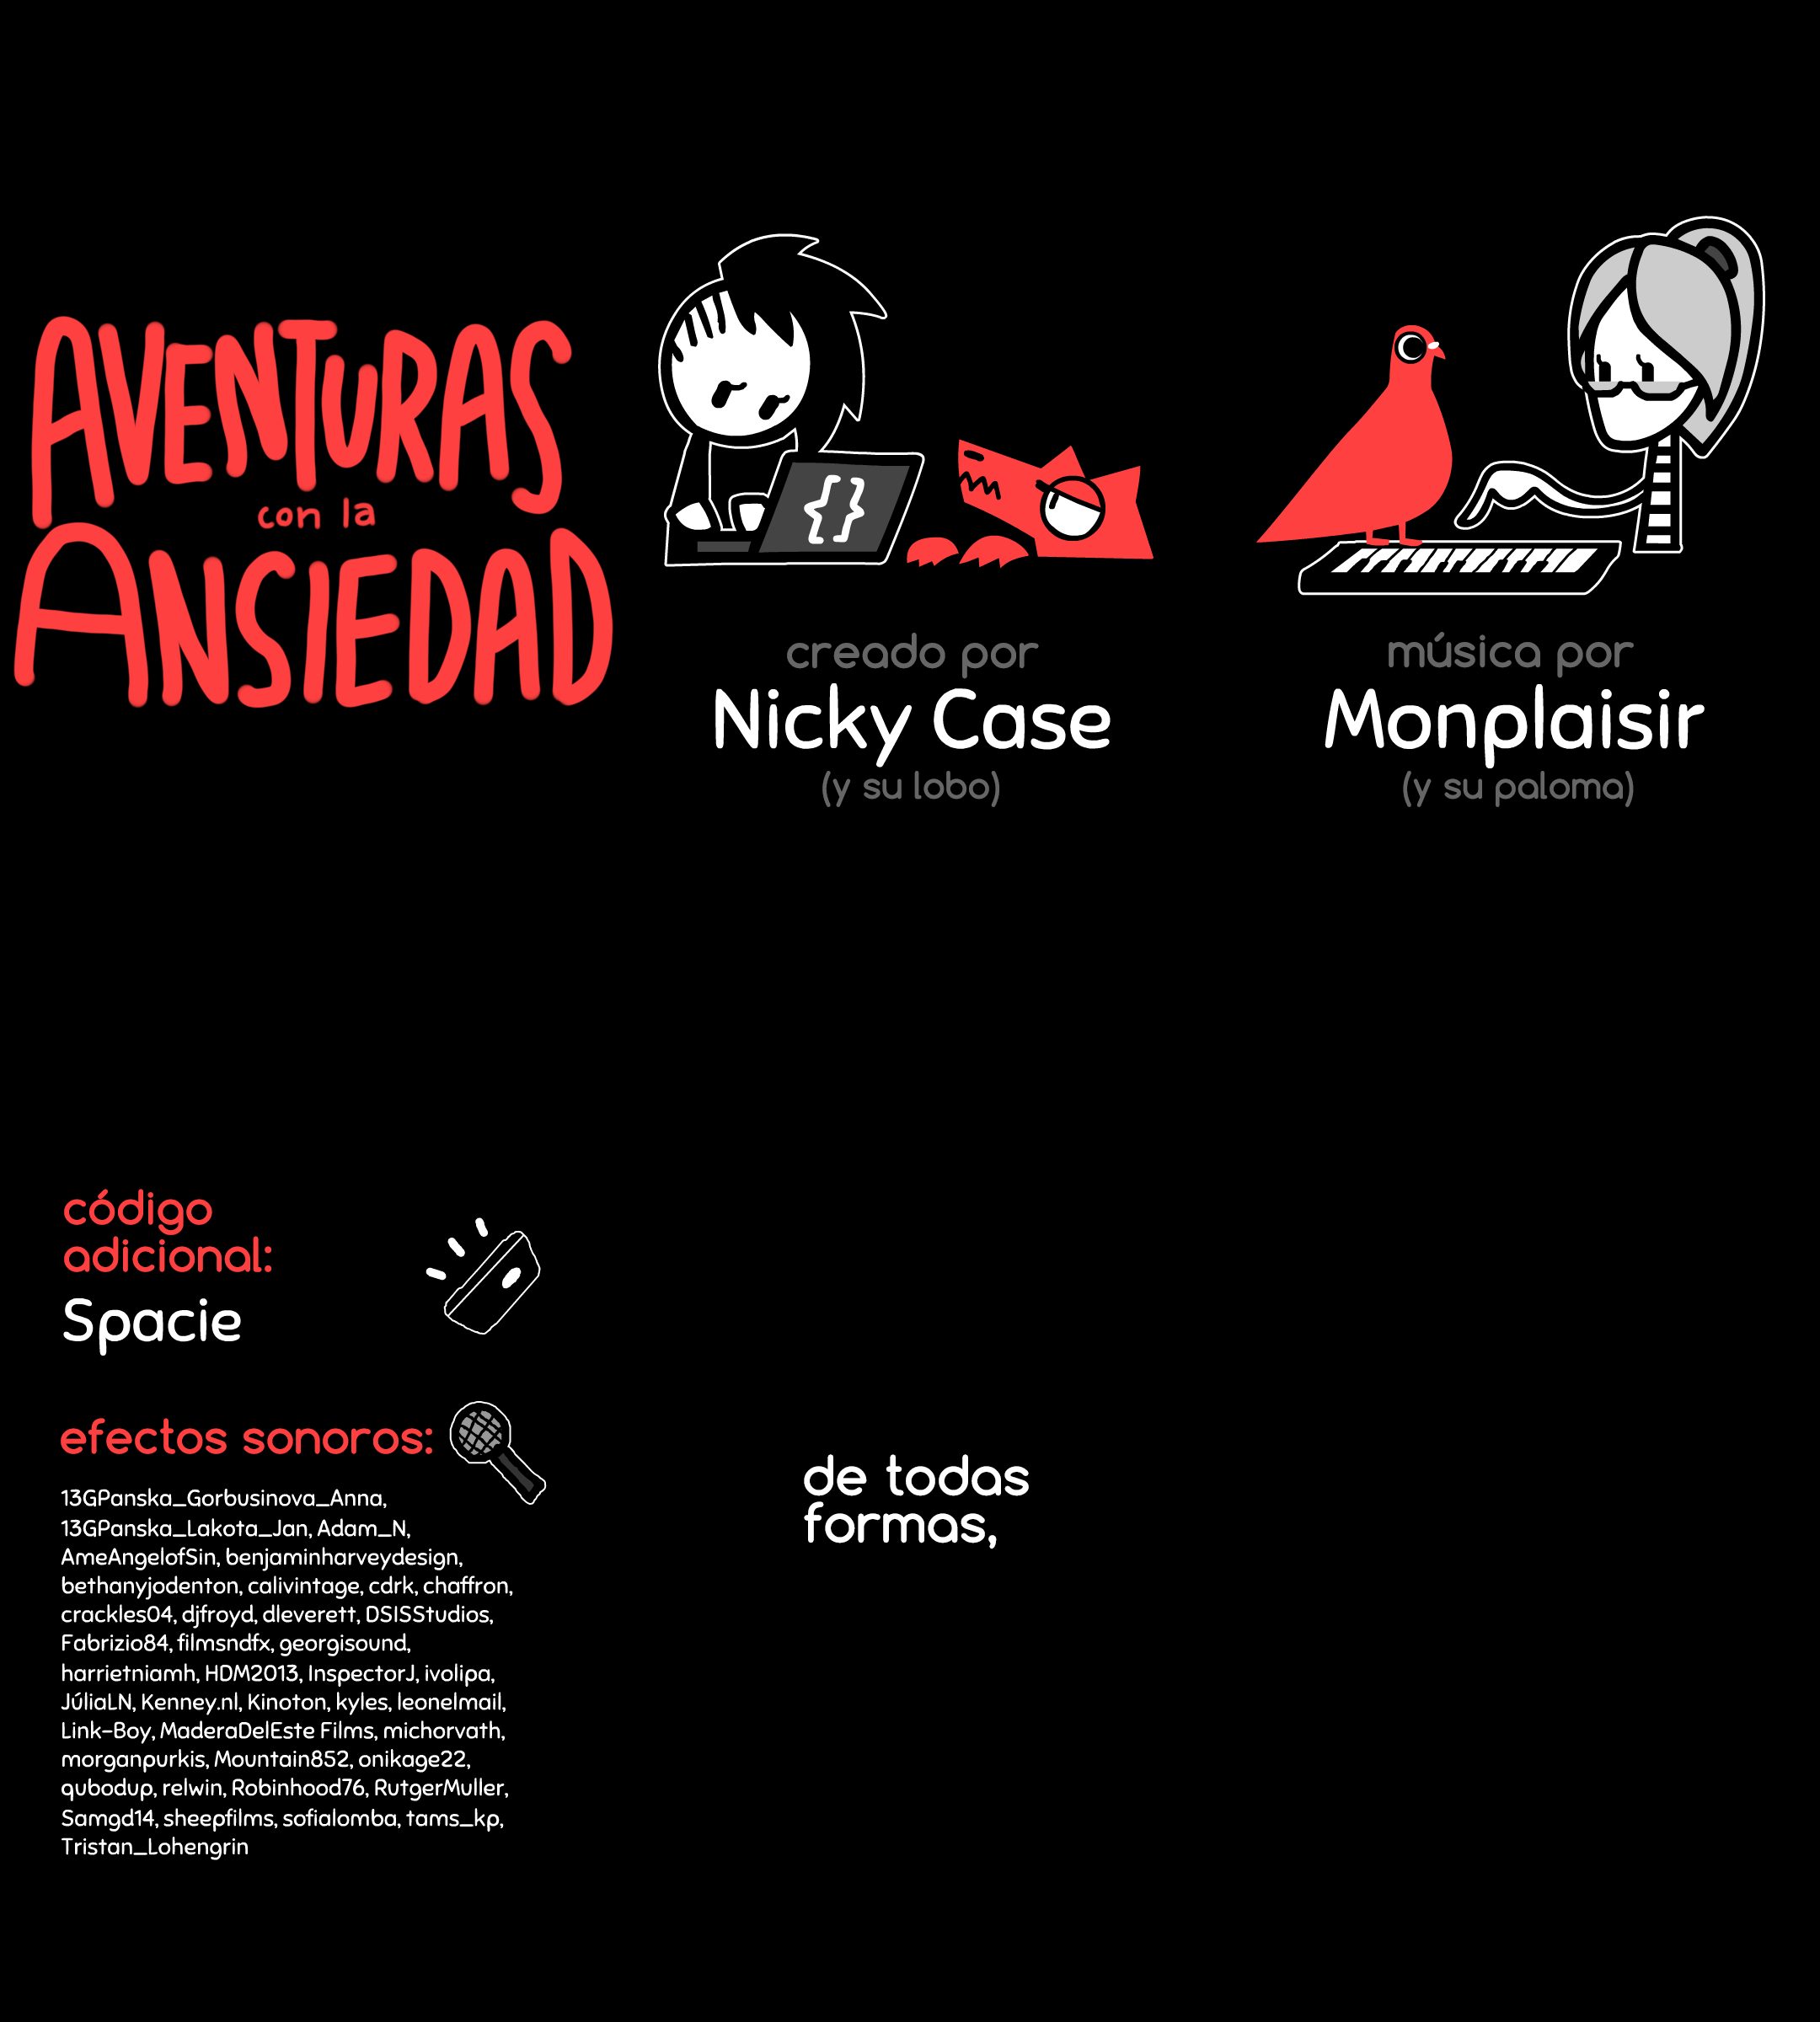 AVENTURAS
con la
ANSIEDAD
creado por
Nicky Case
(y su lobo)
música por
Monplaisir
(y su paloma)
código
adicional:
Spacie
efectos sonoros:
13GPanska_Gorbusinova_Anna,
13GPanska_Lakota_Jan, Adam_N,
AmeAngelofSin, benjaminharveydesign,
bethanyjodenton, calivintage, cdrk, chaffron,
crackles04, djfroyd, dleverett, DSISStudios,
Fabrizio84, filmsndfx, georgisound,
harrietniamh, HDM2013, InspectorJ, ivolipa,
JúliaLN, Kenney.nl, Kinoton, kyles, leonelmail,
Link-Boy, MaderaDelEste Films, michorvath,
morganpurkis, Mountain852, onikage22,
qubodup, relwin, Robinhood76, RutgerMuller,
Samgd14, sheepfilms, sofialomba, tams_kp,
Tristan_Lohengrin
de todas
formas,